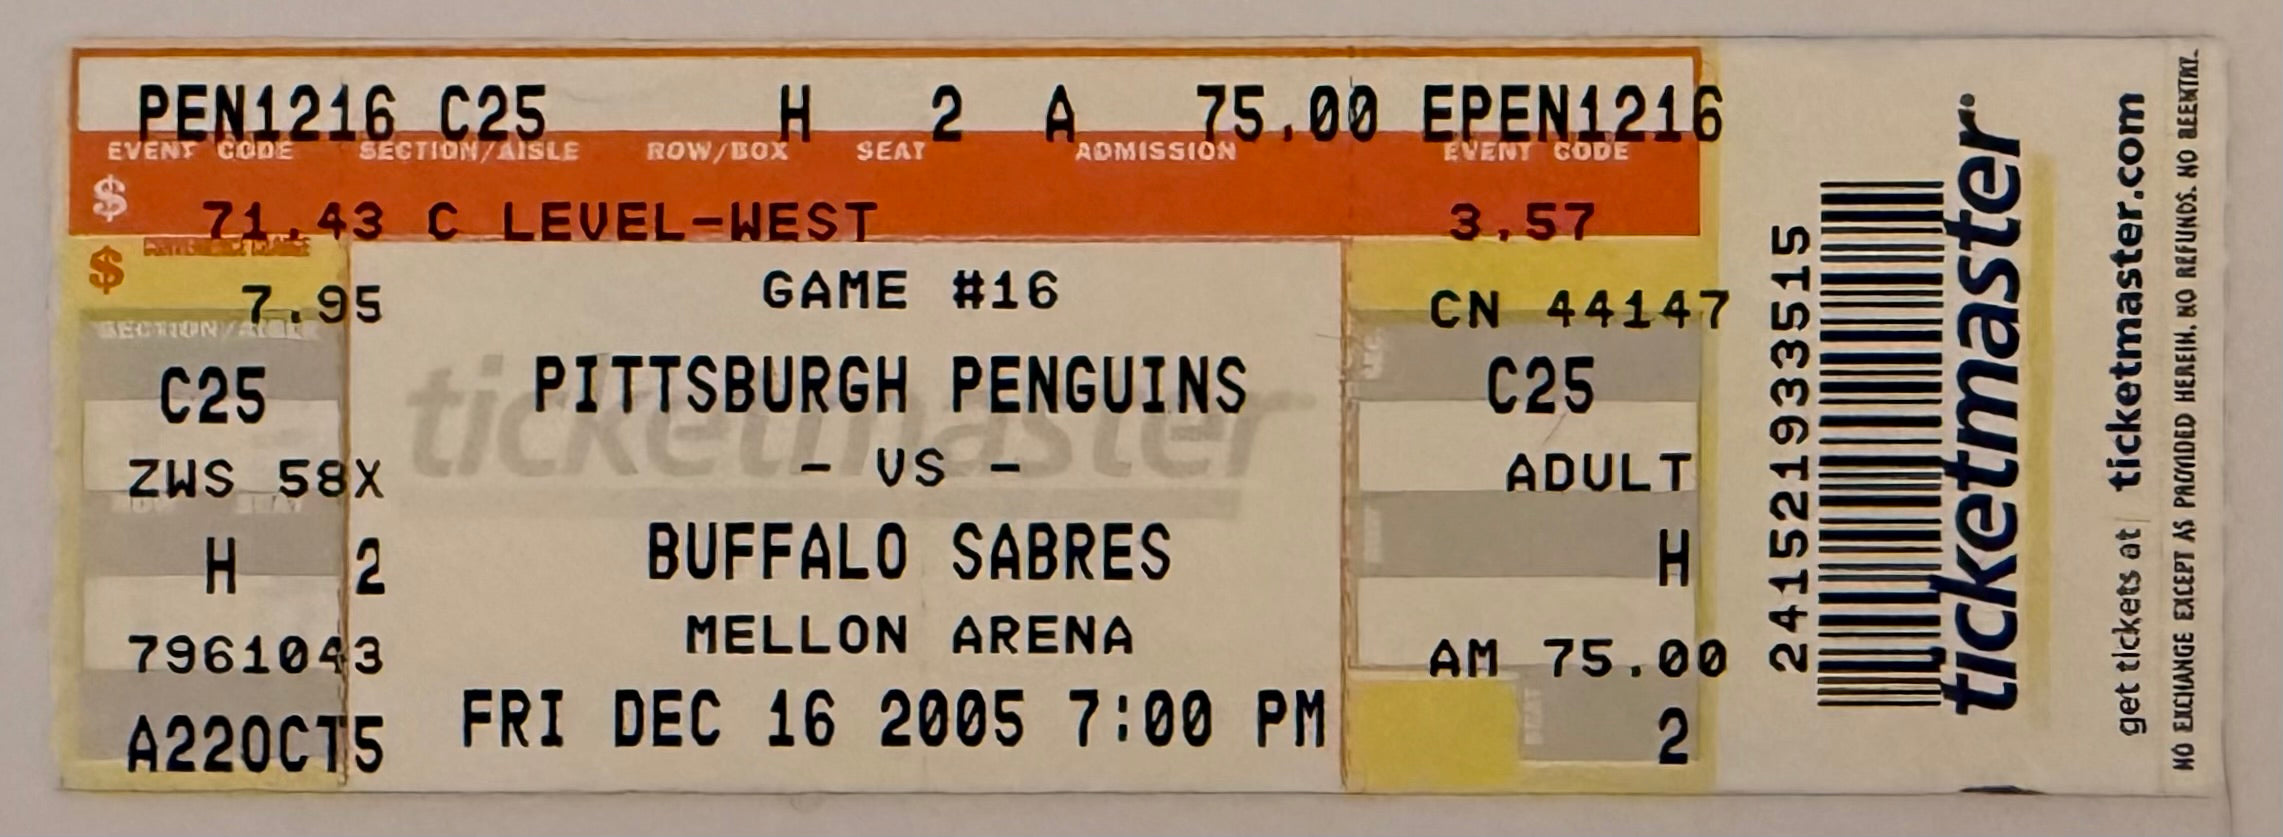 PEN1216 C25 H 2 A 75.00 EPEN1216
EVENT CODE SECTION/AISLE ROW/BOX SEAT ADMISSION EVENT CODE
$ 71.43 C LEVEL-WEST 3.57
$ 7.95
GAME #16
CN 44147
SECTION/AISLE
C25
PITTSBURGH PENGUINS
C25
ticketmaster
ZWS 58X
- VS -
ADULT
ROW SEAT
H 2
BUFFALO SABRES
H
7961043
MELLON ARENA
AM 75.00
A22OCT5
FRI DEC 16 2005 7:00 PM
2
241521933515
ticketmaster
get tickets at ticketmaster.com
NO EXCHANGE EXCEPT AS PROVIDED HEREIN. NO REFUNDS. NO REENTRY.